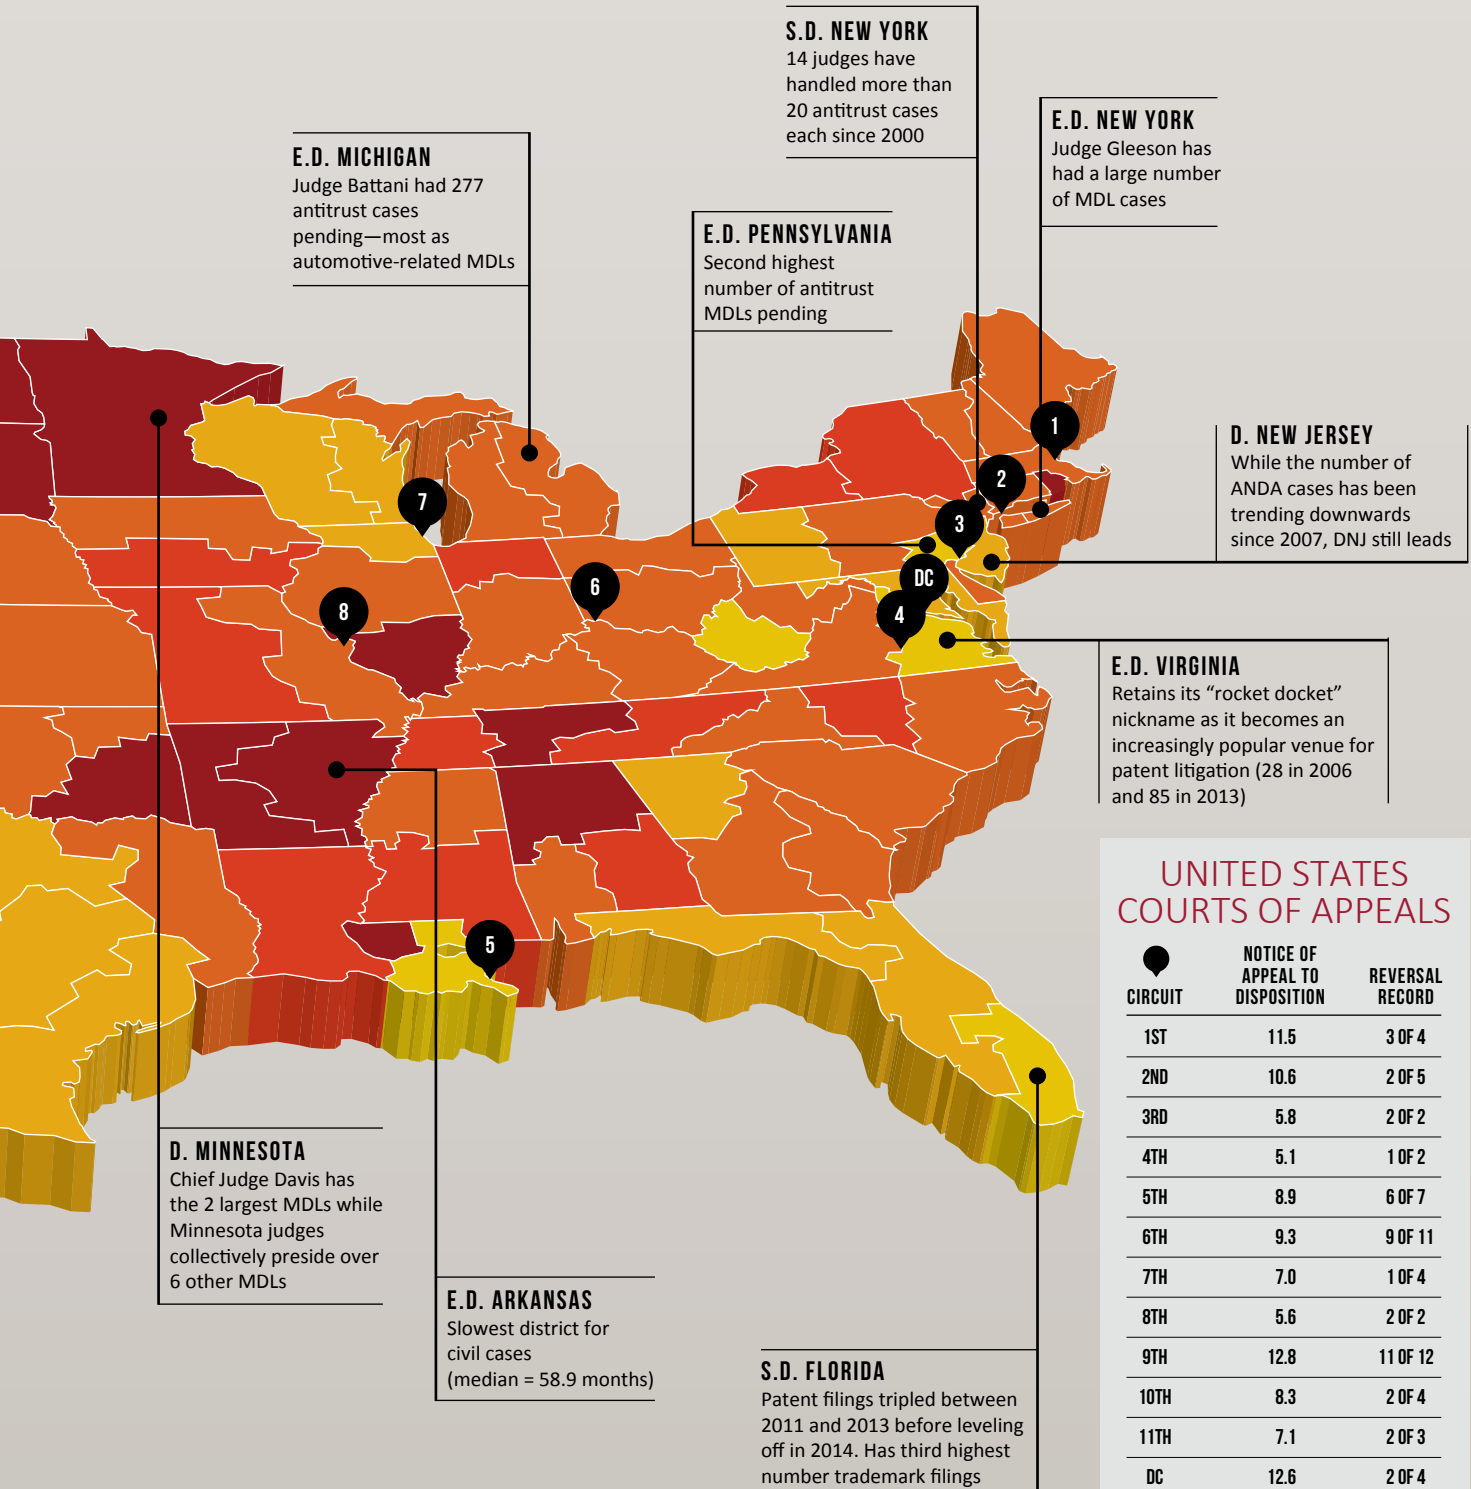 S.D. NEW YORK
14 judges have
handled more than
20 antitrust cases
each since 2000
E.D. NEW YORK
Judge Gleeson has
had a large number
of MDL cases
E.D. MICHIGAN
Judge Battani had 277
antitrust cases
pending—most as
automotive-related MDLs
E.D. PENNSYLVANIA
Second highest
number of antitrust
MDLs pending
D. NEW JERSEY
While the number of
ANDA cases has been
trending downwards
since 2007, DNJ still leads
1
2
7
3
DC
6
8
4
5
E.D. VIRGINIA
Retains its “rocket docket”
nickname as it becomes an
increasingly popular venue for
patent litigation (28 in 2006
and 85 in 2013)
D. MINNESOTA
Chief Judge Davis has
the 2 largest MDLs while
Minnesota judges
collectively preside over
6 other MDLs
E.D. ARKANSAS
Slowest district for
civil cases
(median = 58.9 months)
S.D. FLORIDA
Patent filings tripled between
2011 and 2013 before leveling
off in 2014. Has third highest
number trademark filings
UNITED STATES
COURTS OF APPEALS
CIRCUIT
NOTICE OF
APPEAL TO
DISPOSITION
REVERSAL
RECORD
1ST 11.5 3 OF 4
2ND 10.6 2 OF 5
3RD 5.8 2 OF 2
4TH 5.1 1 OF 2
5TH 8.9 6 OF 7
6TH 9.3 9 OF 11
7TH 7.0 1 OF 4
8TH 5.6 2 OF 2
9TH 12.8 11 OF 12
10TH 8.3 2 OF 4
11TH 7.1 2 OF 3
DC 12.6 2 OF 4